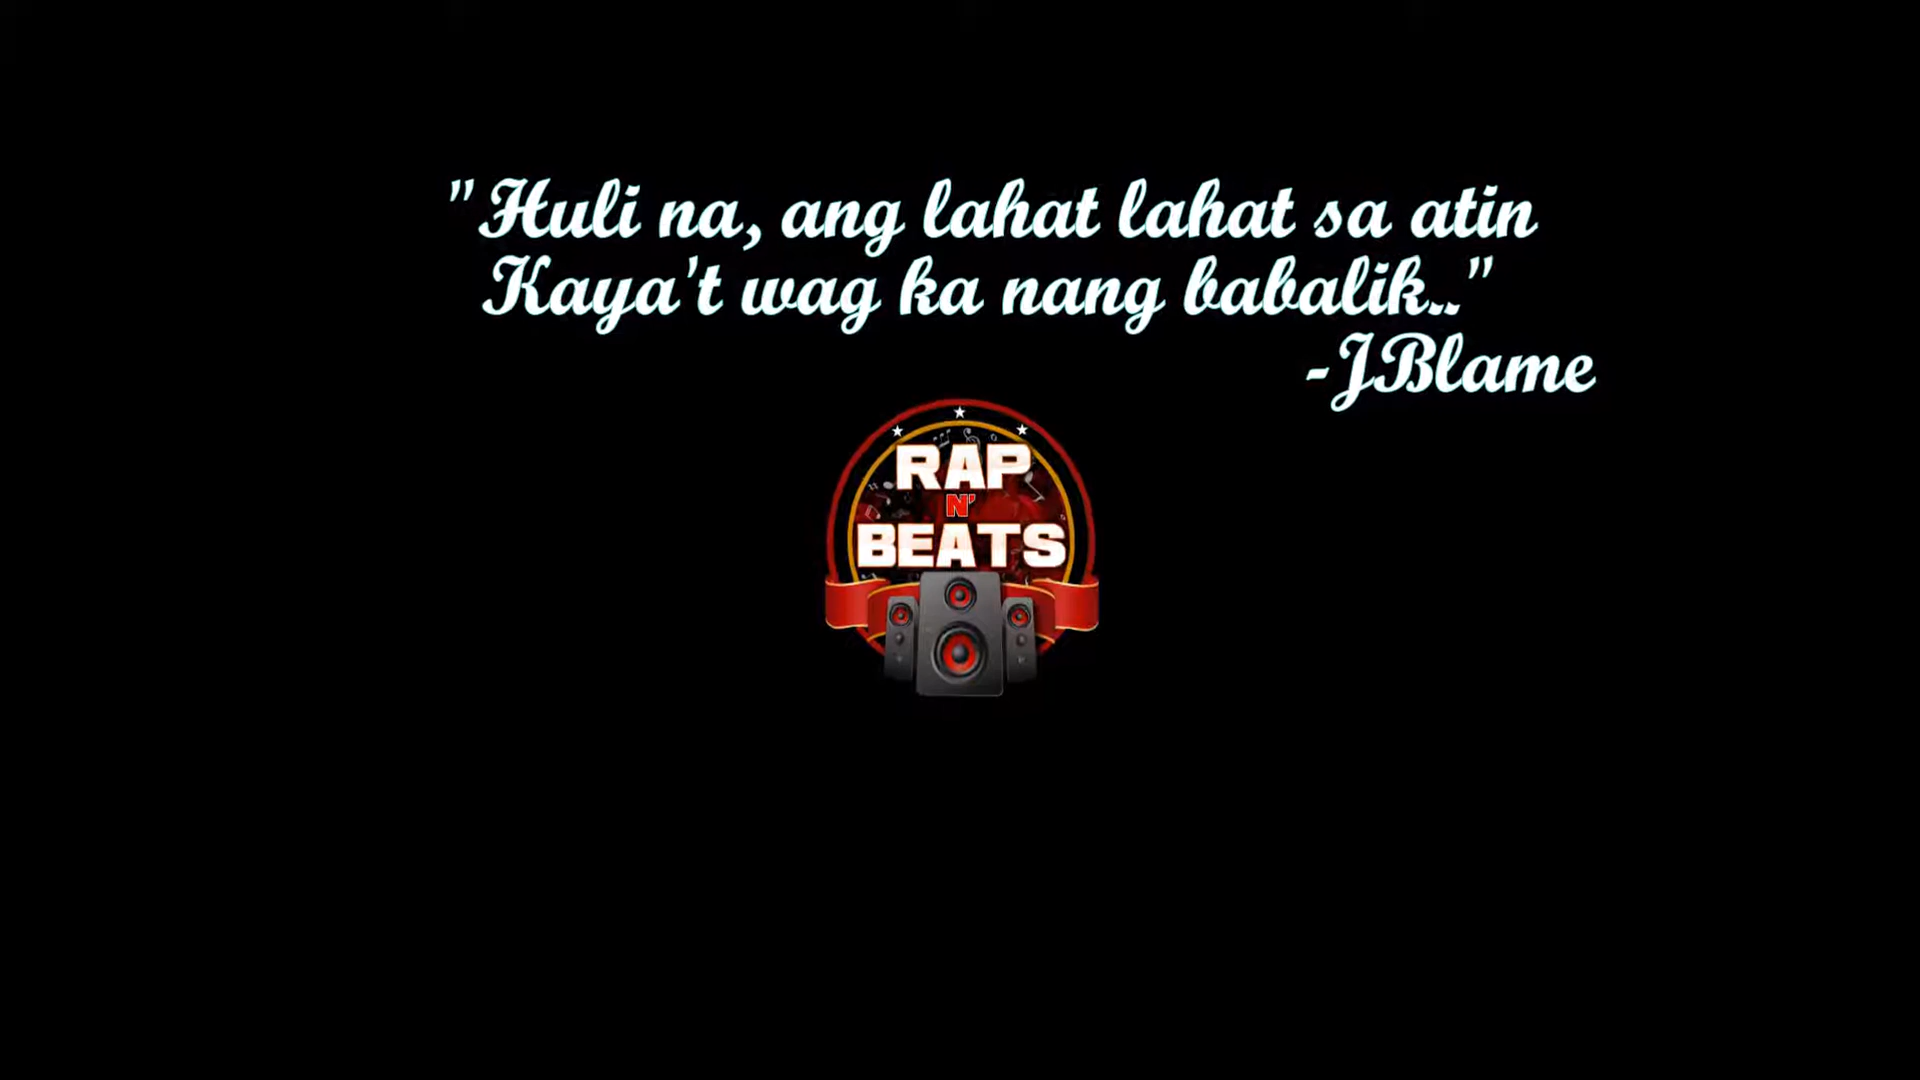 "Huli na, ang lahat lahat sa atin
Kaya't wag ka nang babalik.."
-JBlame
RAP
N'
BEATS